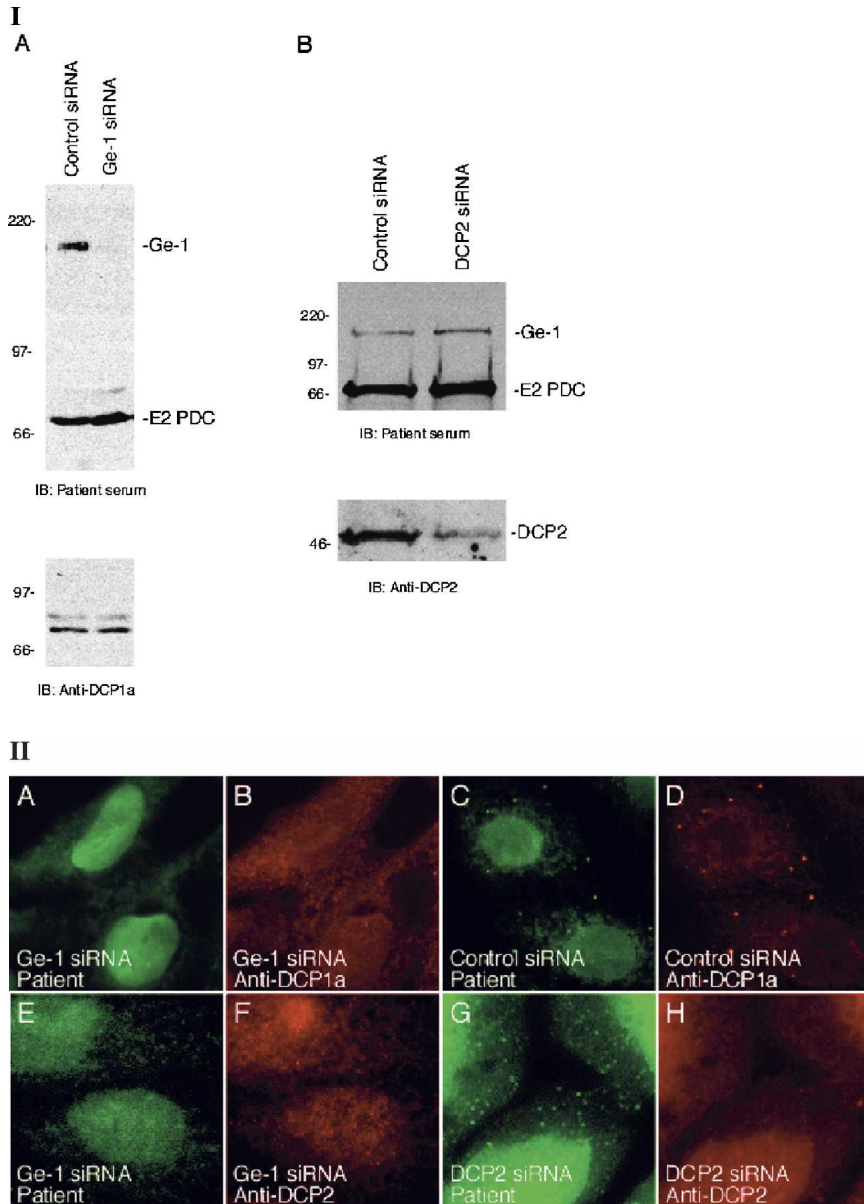 I
A
Control siRNA
Ge-1 siRNA
220-
-Ge-1
97-
-E2 PDC
66-
IB: Patient serum
97-
66-
IB: Anti-DCP1a
B
Control siRNA
DCP2 siRNA
220-
-Ge-1
97-
66-
-E2 PDC
IB: Patient serum
46-
-DCP2
IB: Anti-DCP2
II
A
Ge-1 siRNA
Patient
B
Ge-1 siRNA
Anti-DCP1a
C
Control siRNA
Patient
D
Control siRNA
Anti-DCP1a
E
Ge-1 siRNA
Patient
F
Ge-1 siRNA
Anti-DCP2
G
DCP2 siRNA
Patient
H
DCP2 siRNA
Anti-DCP2